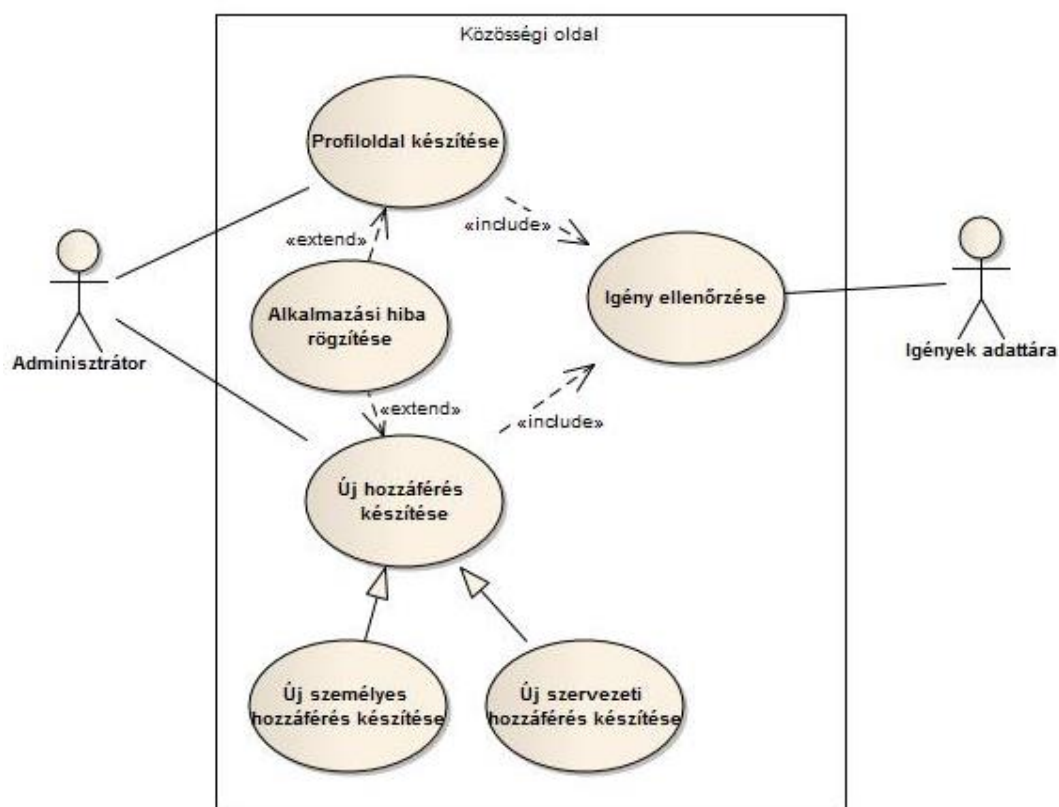 Közösségi oldal
Profiloldal készítése
«extend»
«include»
Alkalmazási hiba
rögzítése
Igény ellenőrzése
Adminisztrátor
Igények adattára
«extend»
«include»
Új hozzáférés
készítése
Új személyes
hozzáférés készítése
Új szervezeti
hozzáférés készítése